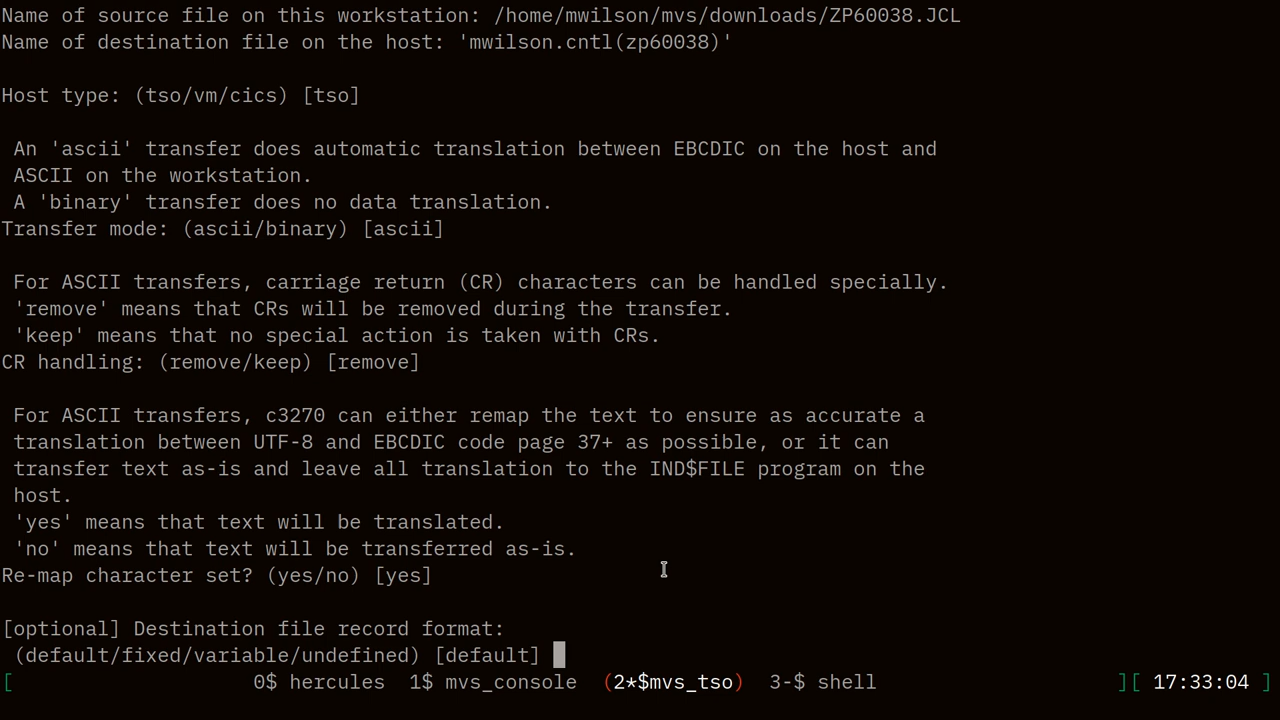 Name of source file on this workstation: /home/mwilson/mvs/downloads/ZP60038.JCL
Name of destination file on the host: 'mwilson.cntl(zp60038)'
Host type: (tso/vm/cics) [tso]
An 'ascii' transfer does automatic translation between EBCDIC on the host and
ASCII on the workstation.
A 'binary' transfer does no data translation.
Transfer mode: (ascii/binary) [ascii]
For ASCII transfers, carriage return (CR) characters can be handled specially.
'remove' means that CRs will be removed during the transfer.
'keep' means that no special action is taken with CRs.
CR handling: (remove/keep) [remove]
For ASCII transfers, c3270 can either remap the text to ensure as accurate a
translation between UTF-8 and EBCDIC code page 37+ as possible, or it can
transfer text as-is and leave all translation to the IND$FILE program on the
host.
'yes' means that text will be translated.
'no' means that text will be transferred as-is.
Re-map character set? (yes/no) [yes]
[optional] Destination file record format:
(default/fixed/variable/undefined) [default]
[ 0$ hercules 1$ mvs_console (2*$mvs_tso) 3-$ shell ][ 17:33:04 ]